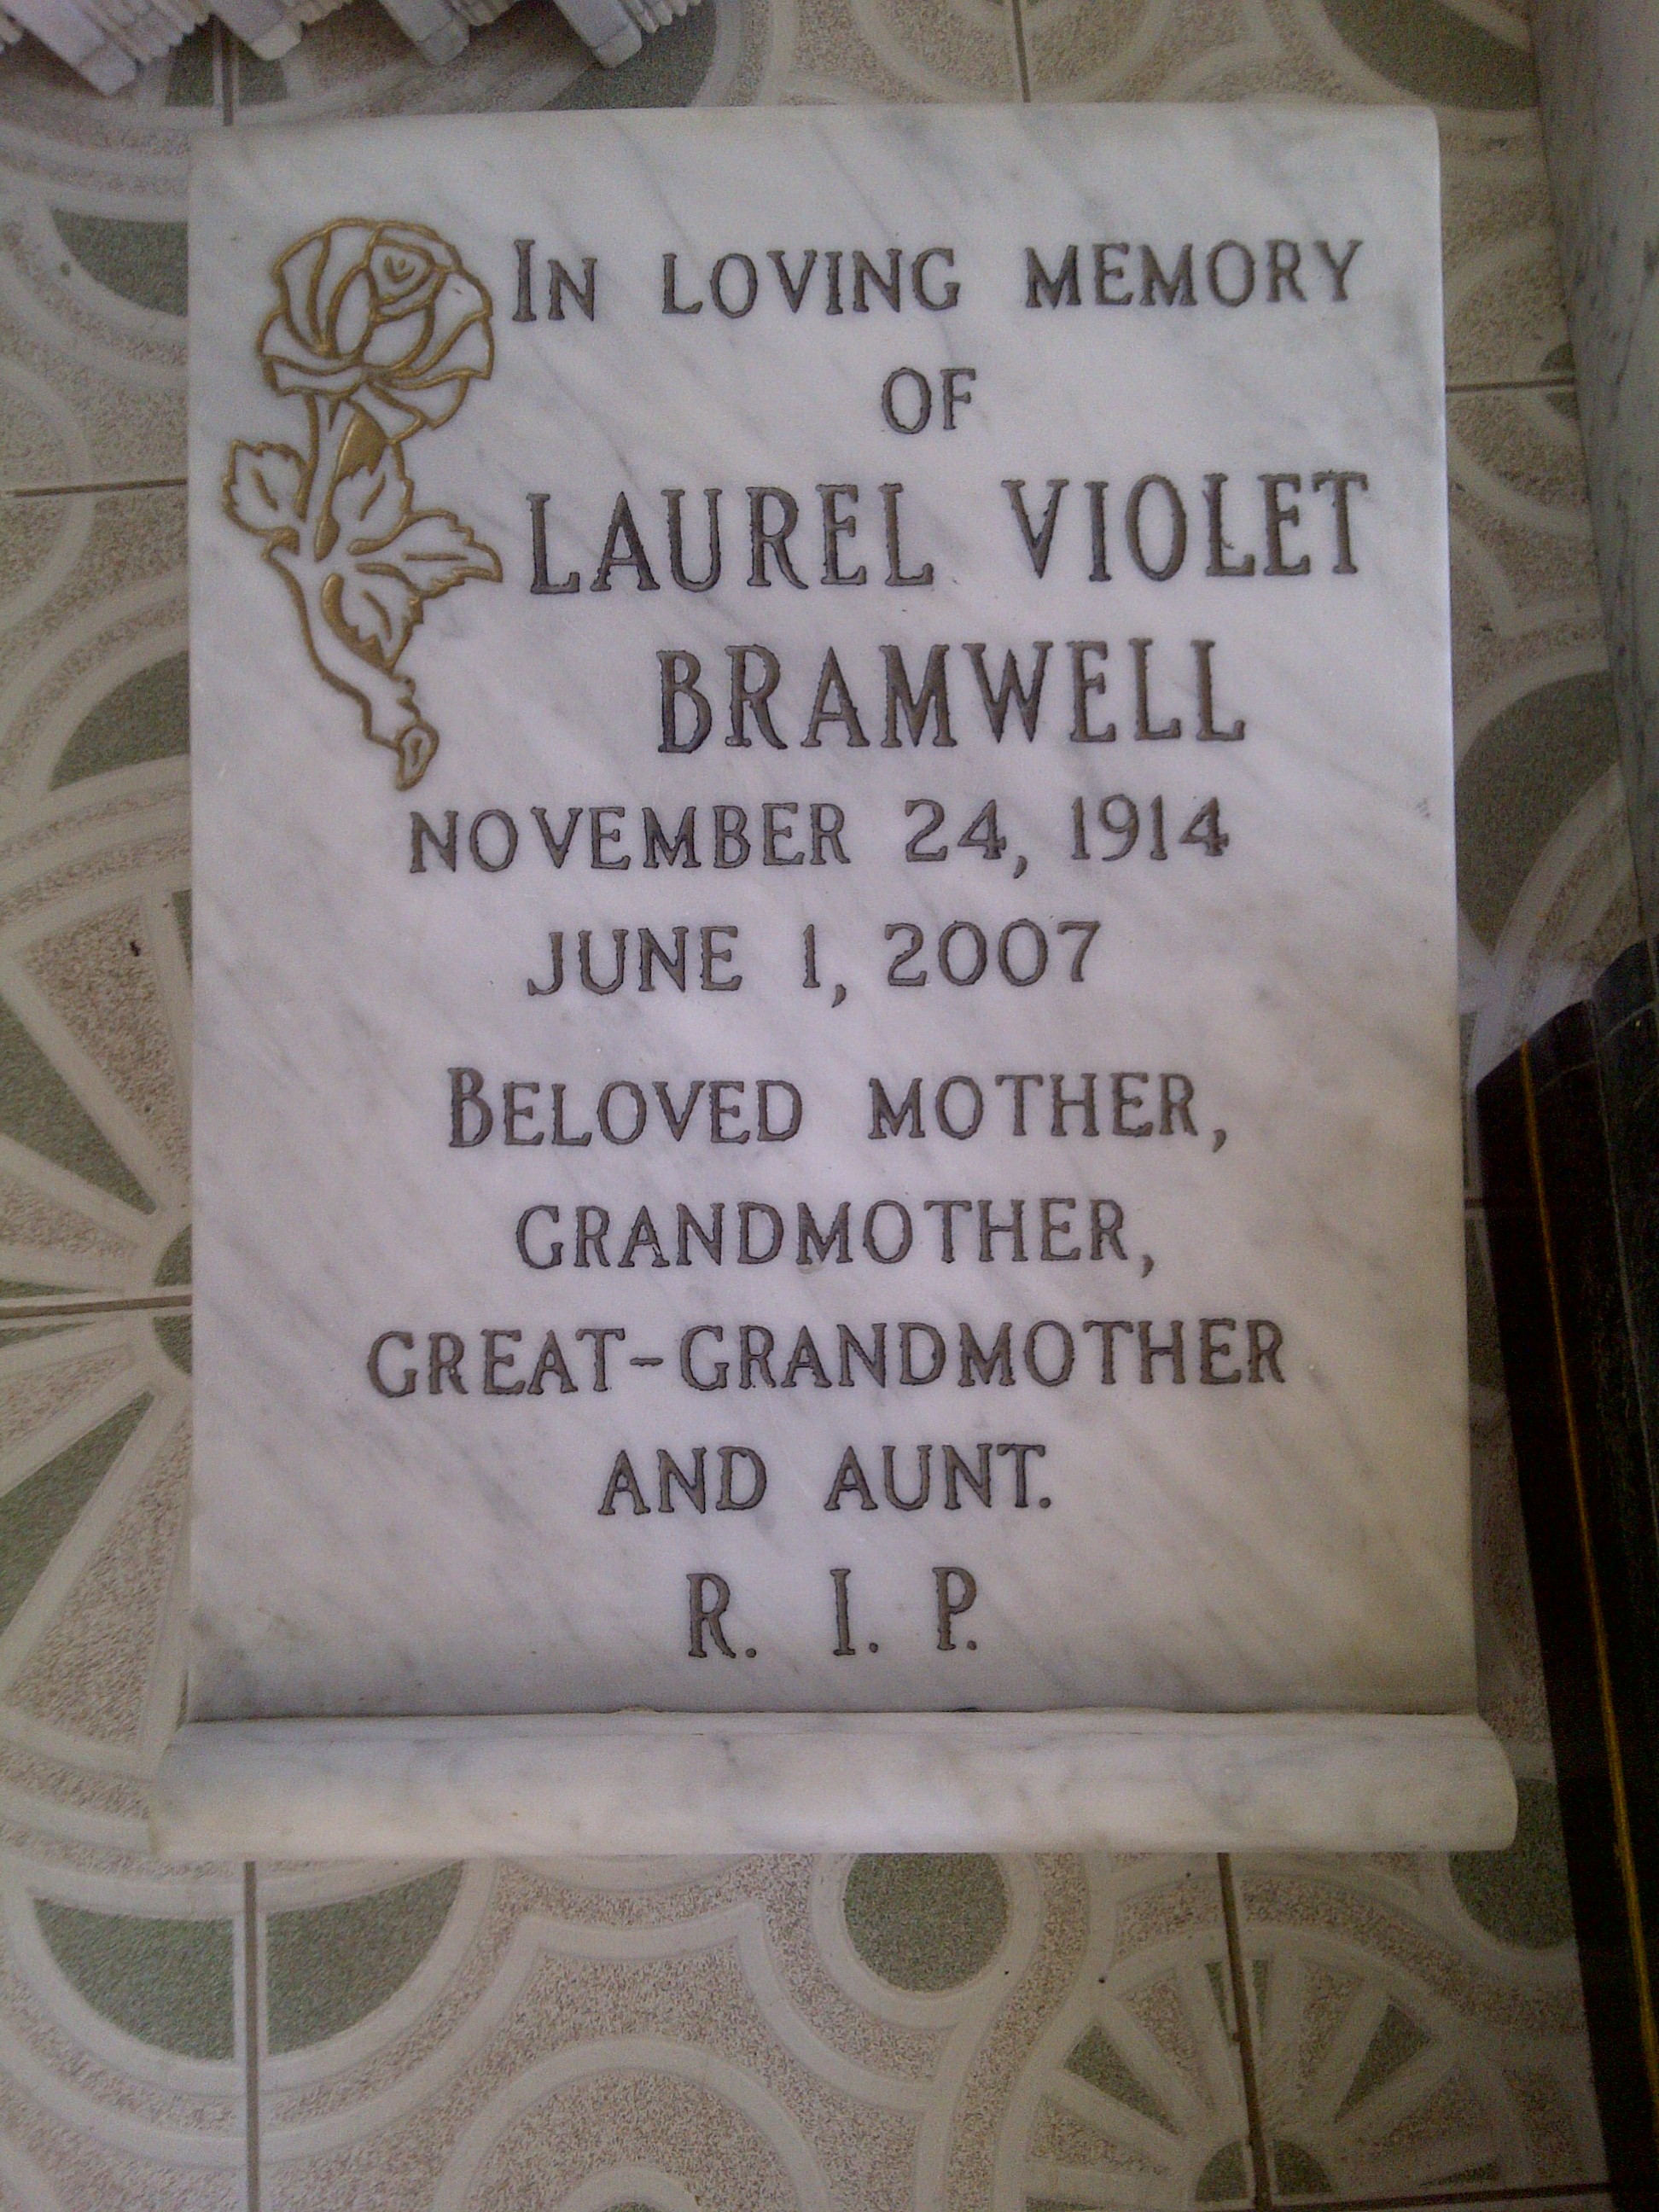 In loving memory
of
Laurel Violet
Bramwell
November 24, 1914
June 1, 2007
Beloved mother,
grandmother,
great-grandmother
and aunt.
R. I. P.